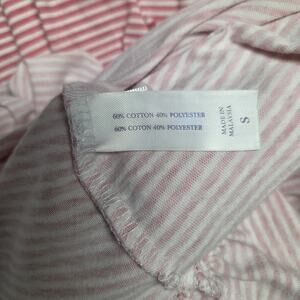 60% COTTON 40% POLYESTER
60% COTON 40% POLYESTER
MADE IN
MALAYSIA
S